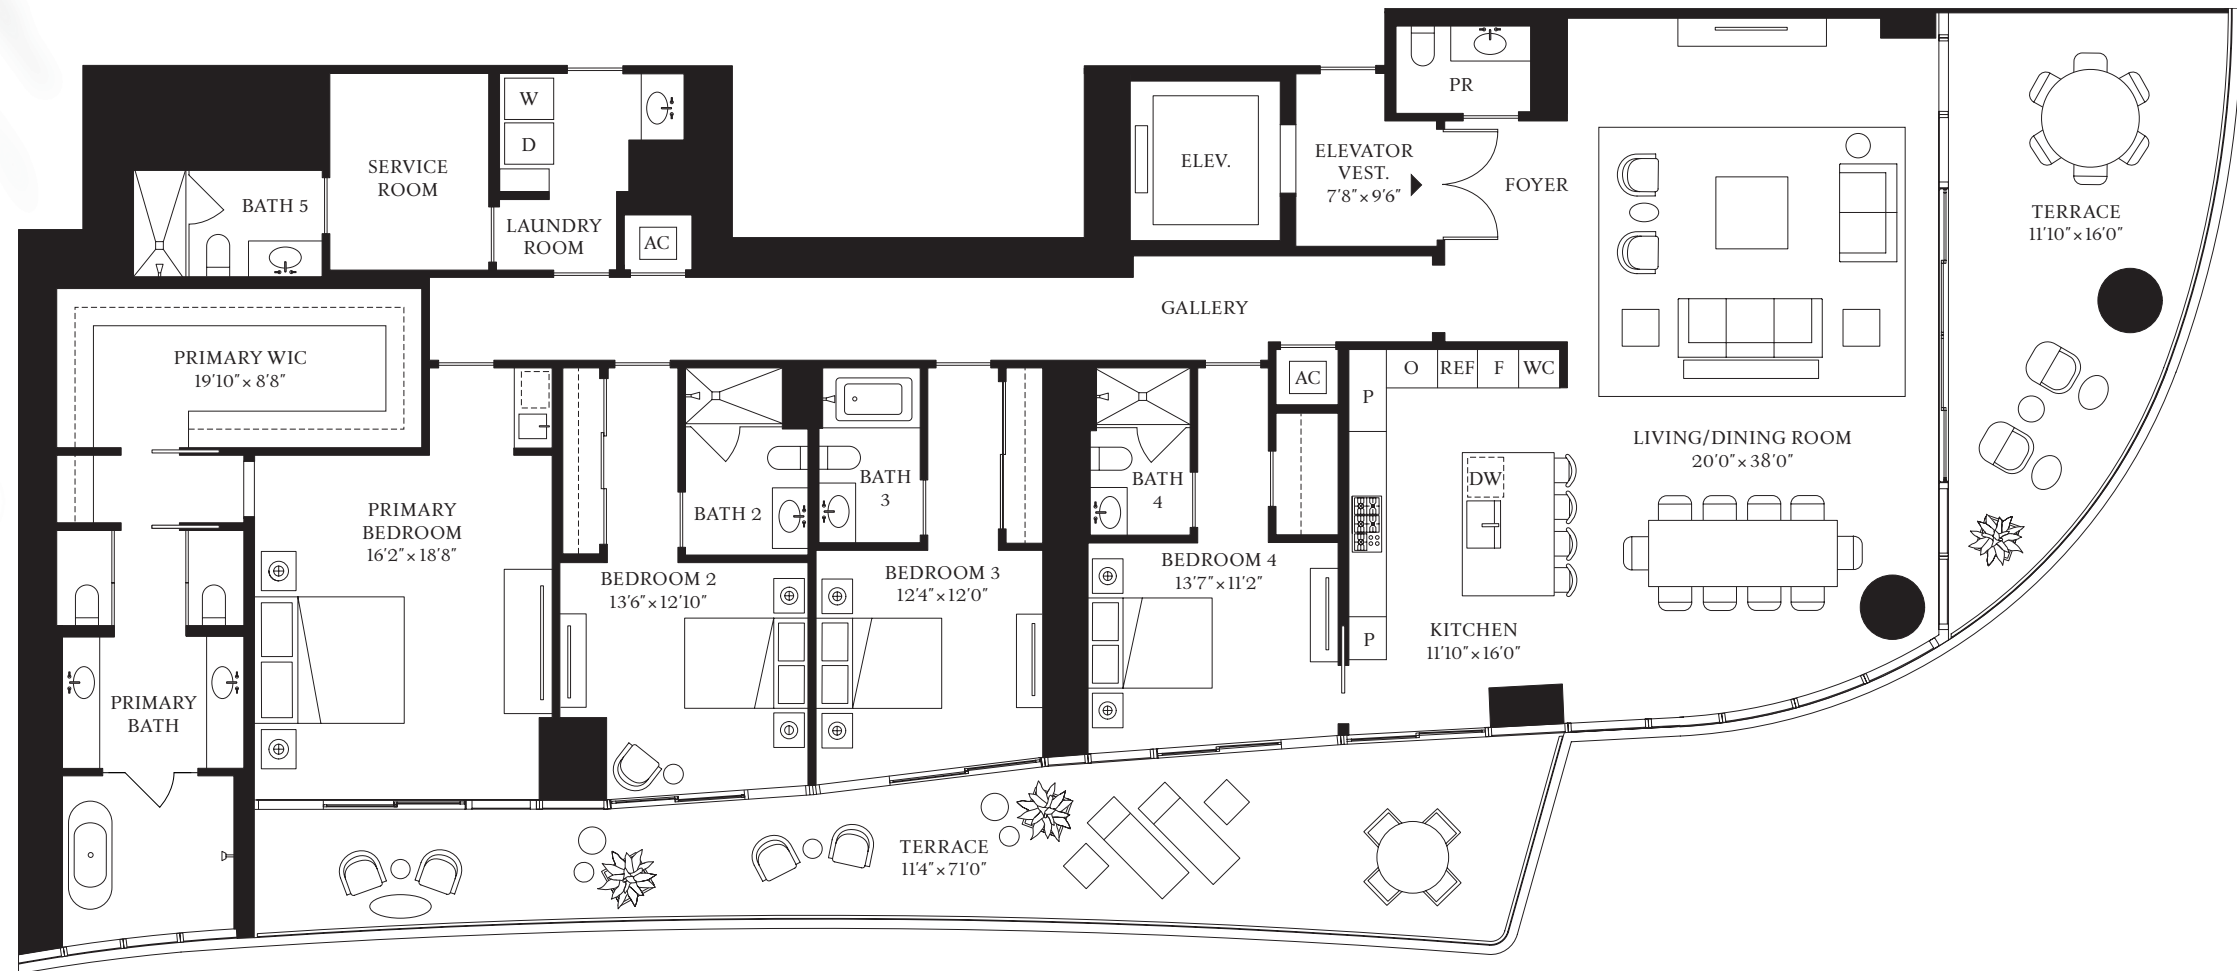 PR
W
D
SERVICE
ROOM
BATH 5
LAUNDRY
ROOM
AC
ELEV.
ELEVATOR
VEST.
7'8" × 9'6"
FOYER
TERRACE
11'10" × 16'0"
GALLERY
PRIMARY WIC
19'10" × 8'8"
AC
P
O
REF
F
WC
LIVING/DINING ROOM
20'0" × 38'0"
DW
PRIMARY
BEDROOM
16'2" × 18'8"
BATH 2
BATH
3
BATH
4
BEDROOM 2
13'6" × 12'10"
BEDROOM 3
12'4" × 12'0"
BEDROOM 4
13'7" × 11'2"
P
KITCHEN
11'10" × 16'0"
PRIMARY
BATH
TERRACE
11'4" × 71'0"